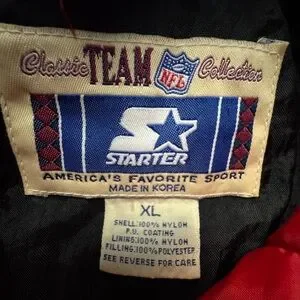 Classic TEAM NFL Collection
STARTER
AMERICA'S FAVORITE SPORT
MADE IN KOREA
XL
SHELL:100% NYLON
P.U. COATING
LINING:100% NYLON
FILLING:100% POLYESTER
SEE REVERSE FOR CARE